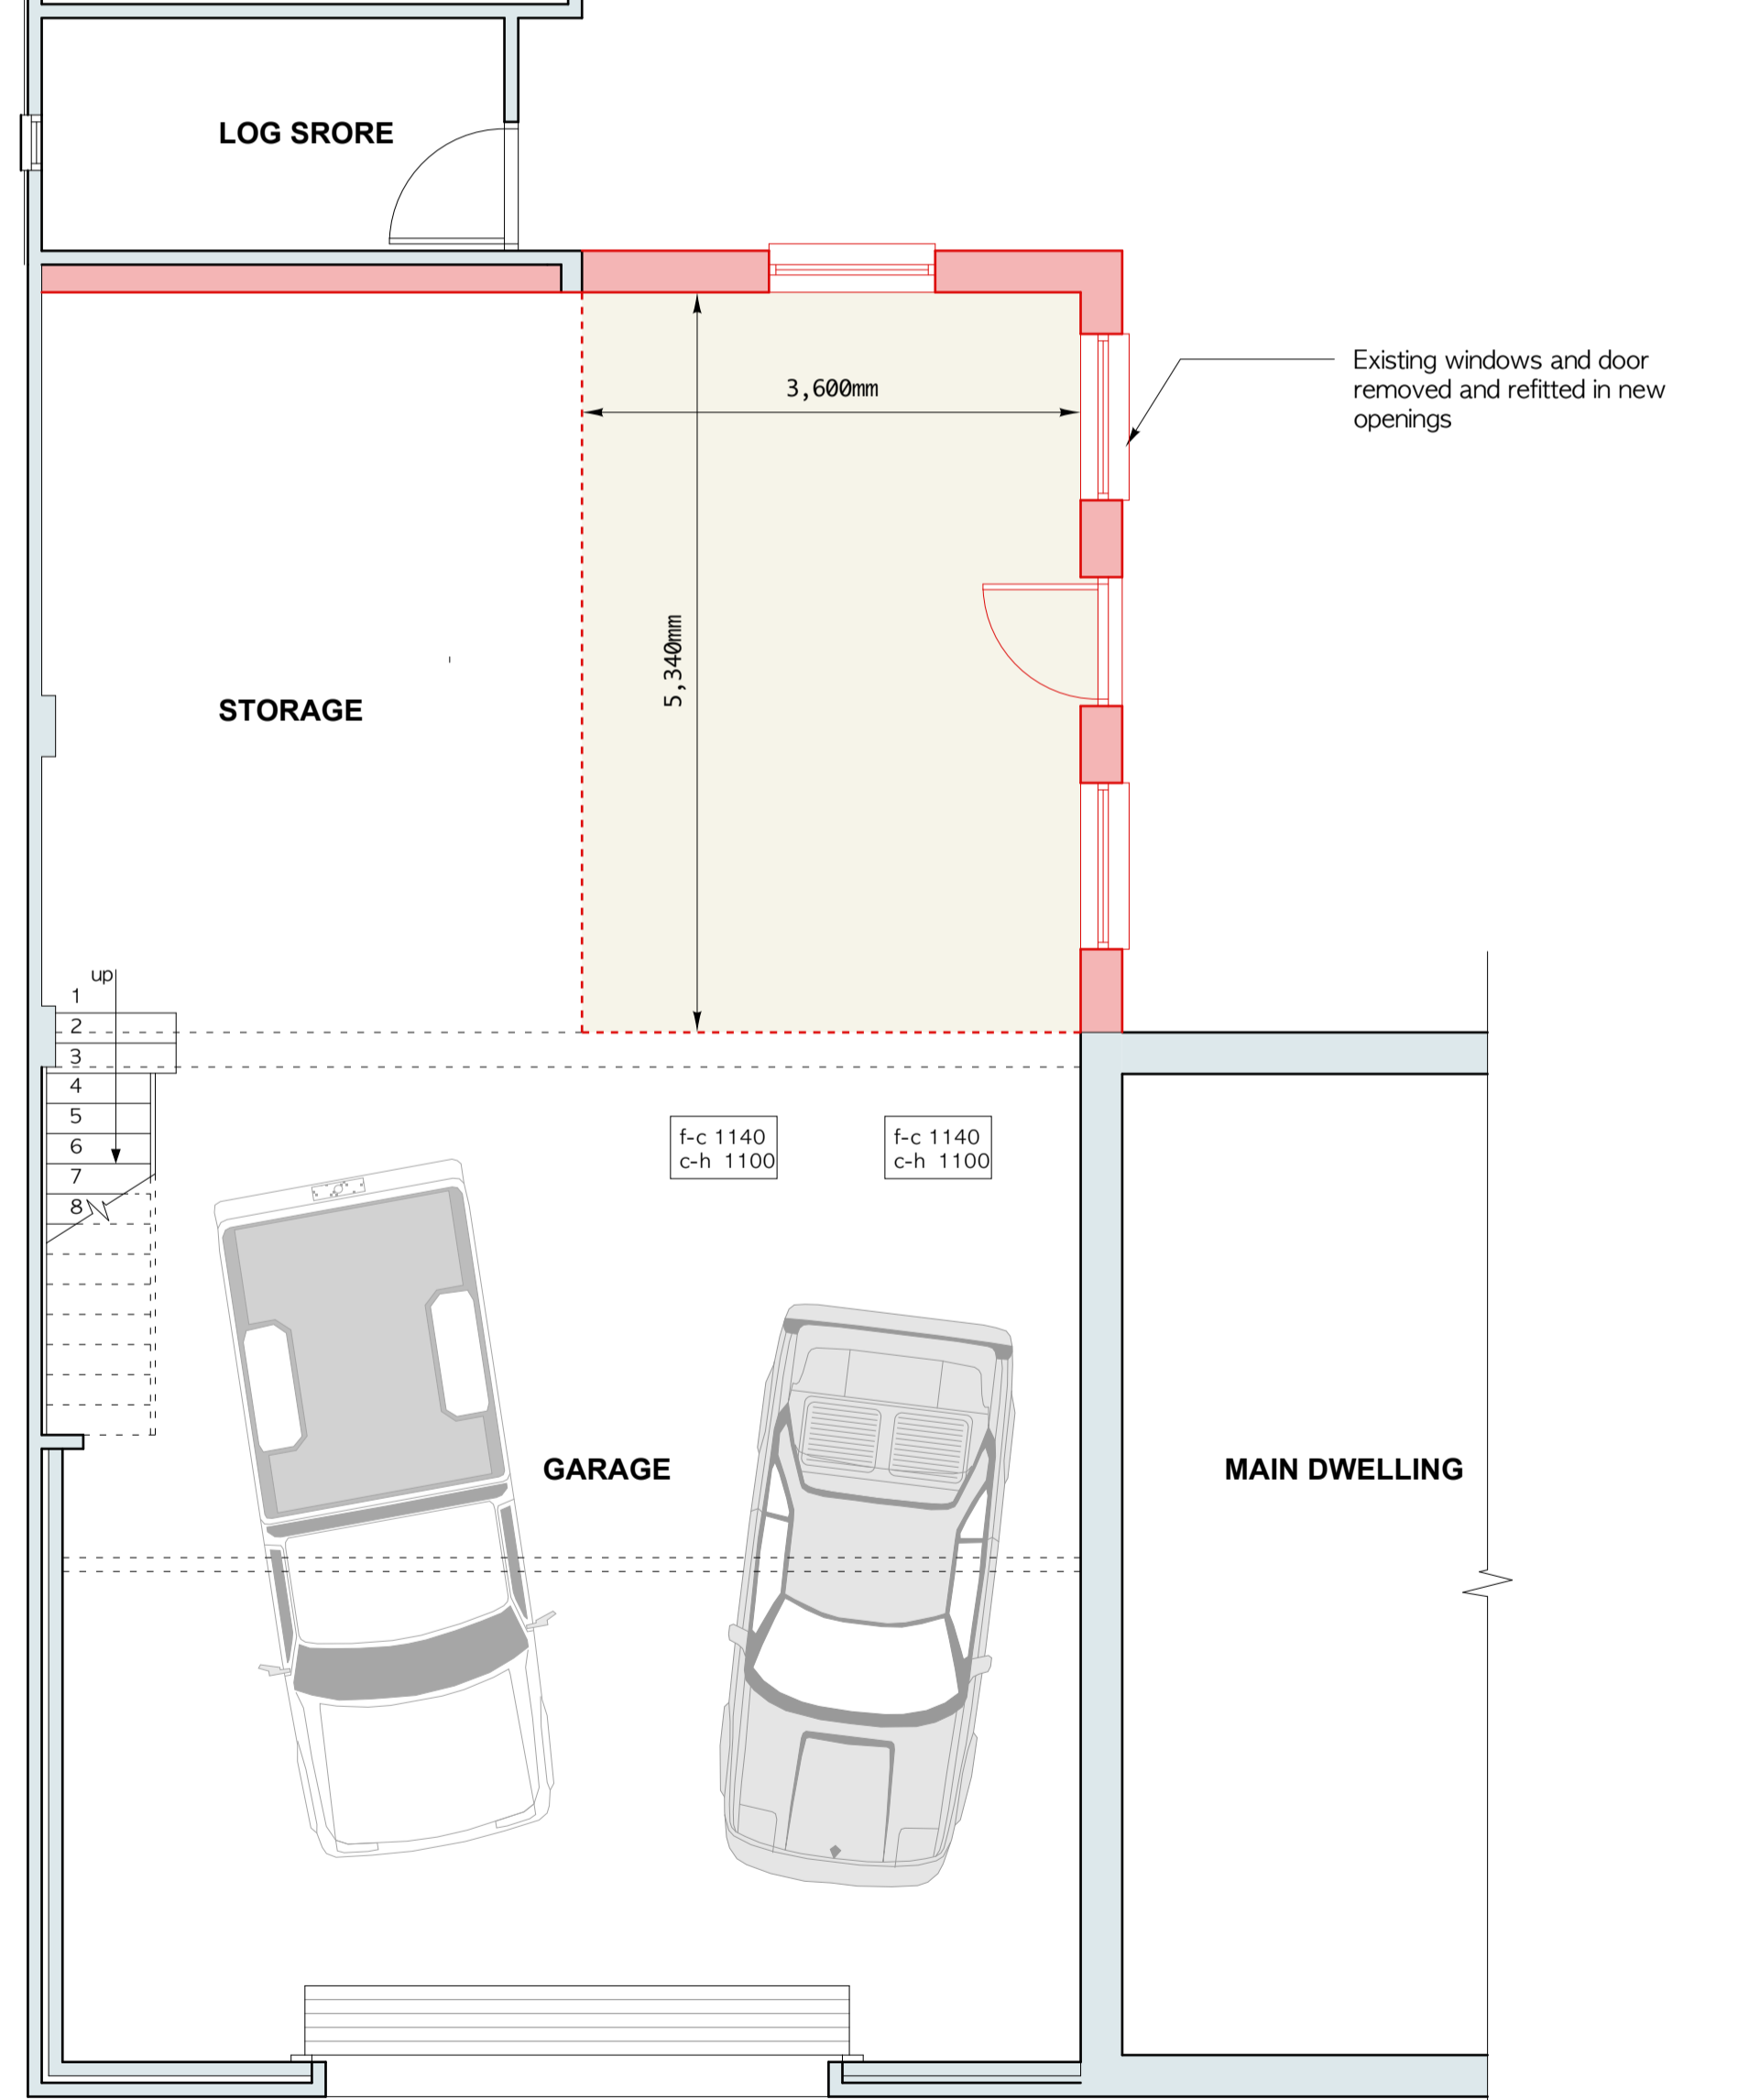 LOG SRORE
3,600mm
Existing windows and door
removed and refitted in new
openings
5,340mm
STORAGE
up
1
2
3
4
5
6
7
8
f-c 1140
c-h 1100
f-c 1140
c-h 1100
GARAGE
MAIN DWELLING